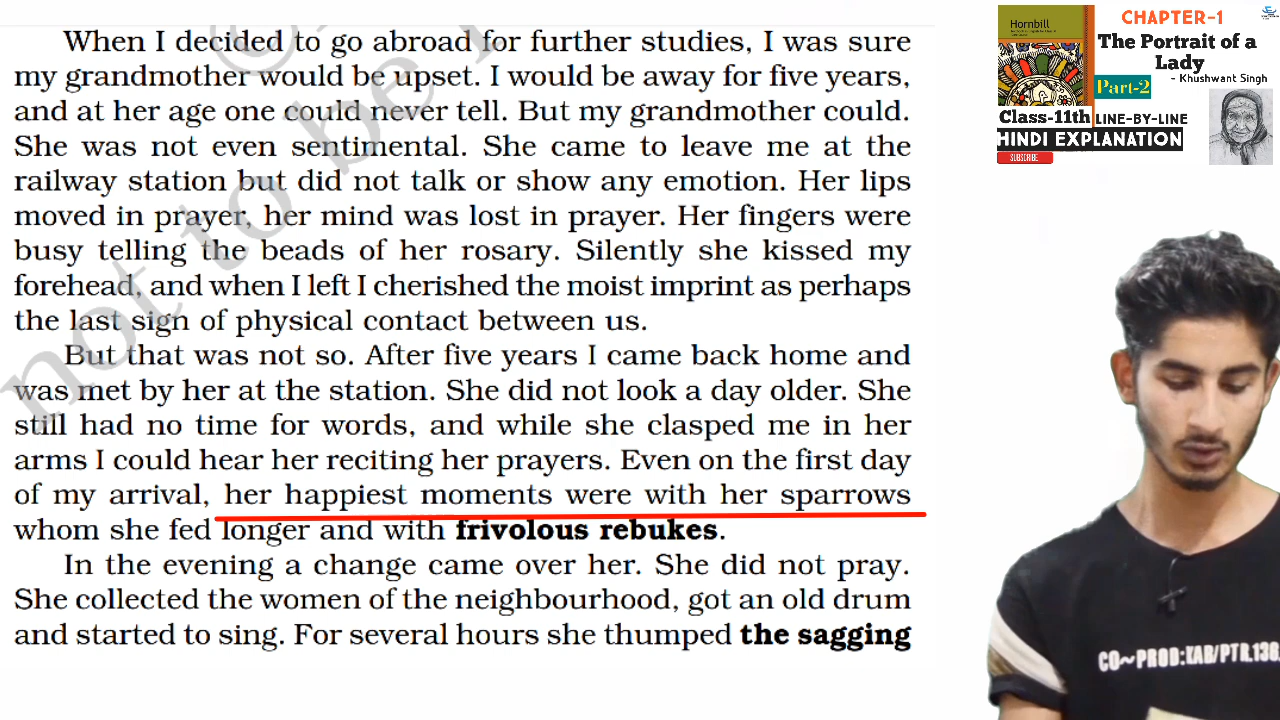 When I decided to go abroad for further studies, I was sure
my grandmother would be upset. I would be away for five years,
and at her age one could never tell. But my grandmother could.
She was not even sentimental. She came to leave me at the
railway station but did not talk or show any emotion. Her lips
moved in prayer, her mind was lost in prayer. Her fingers were
busy telling the beads of her rosary. Silently she kissed my
forehead, and when I left I cherished the moist imprint as perhaps
the last sign of physical contact between us.
But that was not so. After five years I came back home and
was met by her at the station. She did not look a day older. She
still had no time for words, and while she clasped me in her
arms I could hear her reciting her prayers. Even on the first day
of my arrival, her happiest moments were with her sparrows
whom she fed longer and with frivolous rebukes.
In the evening a change came over her. She did not pray.
She collected the women of the neighbourhood, got an old drum
and started to sing. For several hours she thumped the sagging
not to be
Hornbill
CHAPTER-1
The Portrait of a
Lady
- Khushwant Singh
Part-2
Class-11th LINE-BY-LINE
HINDI EXPLANATION
SUBSCRIBE
CO~PROD:KAB/PTR.136